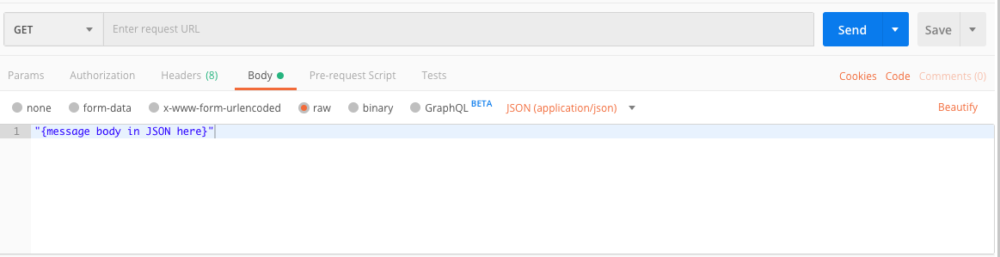 GET Enter request URL Send Save
Params Authorization Headers (8) Body Pre-request Script Tests Cookies Code Comments (0)
none form-data x-www-form-urlencoded raw binary GraphQL BETA JSON (application/json) Beautify
1 "{message body in JSON here}"